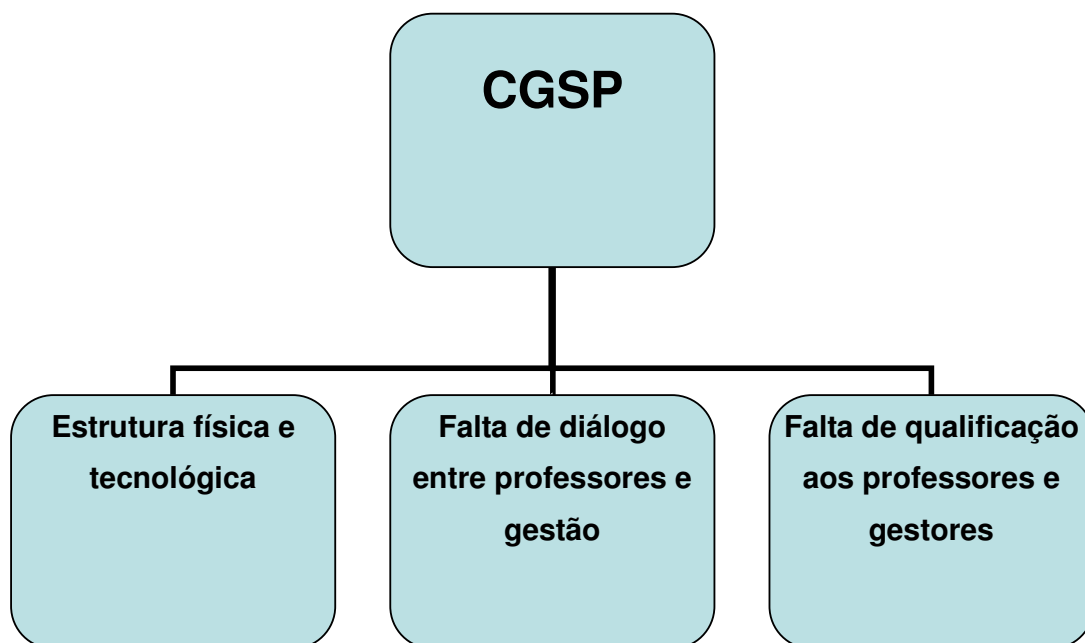 CGSP
Estrutura física e
tecnológica
Falta de diálogo
entre professores e
gestão
Falta de qualificação
aos professores e
gestores